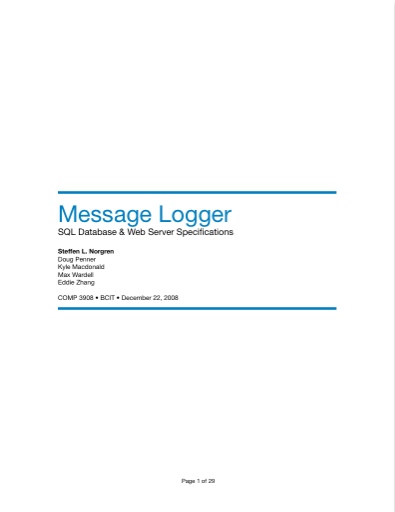 Message Logger
SQL Database & Web Server Specifications
Steffen L. Norgren
Doug Penner
Kyle Macdonald
Max Wardell
Eddie Zhang
COMP 3908 • BCIT • December 22, 2008
Page 1 of 29